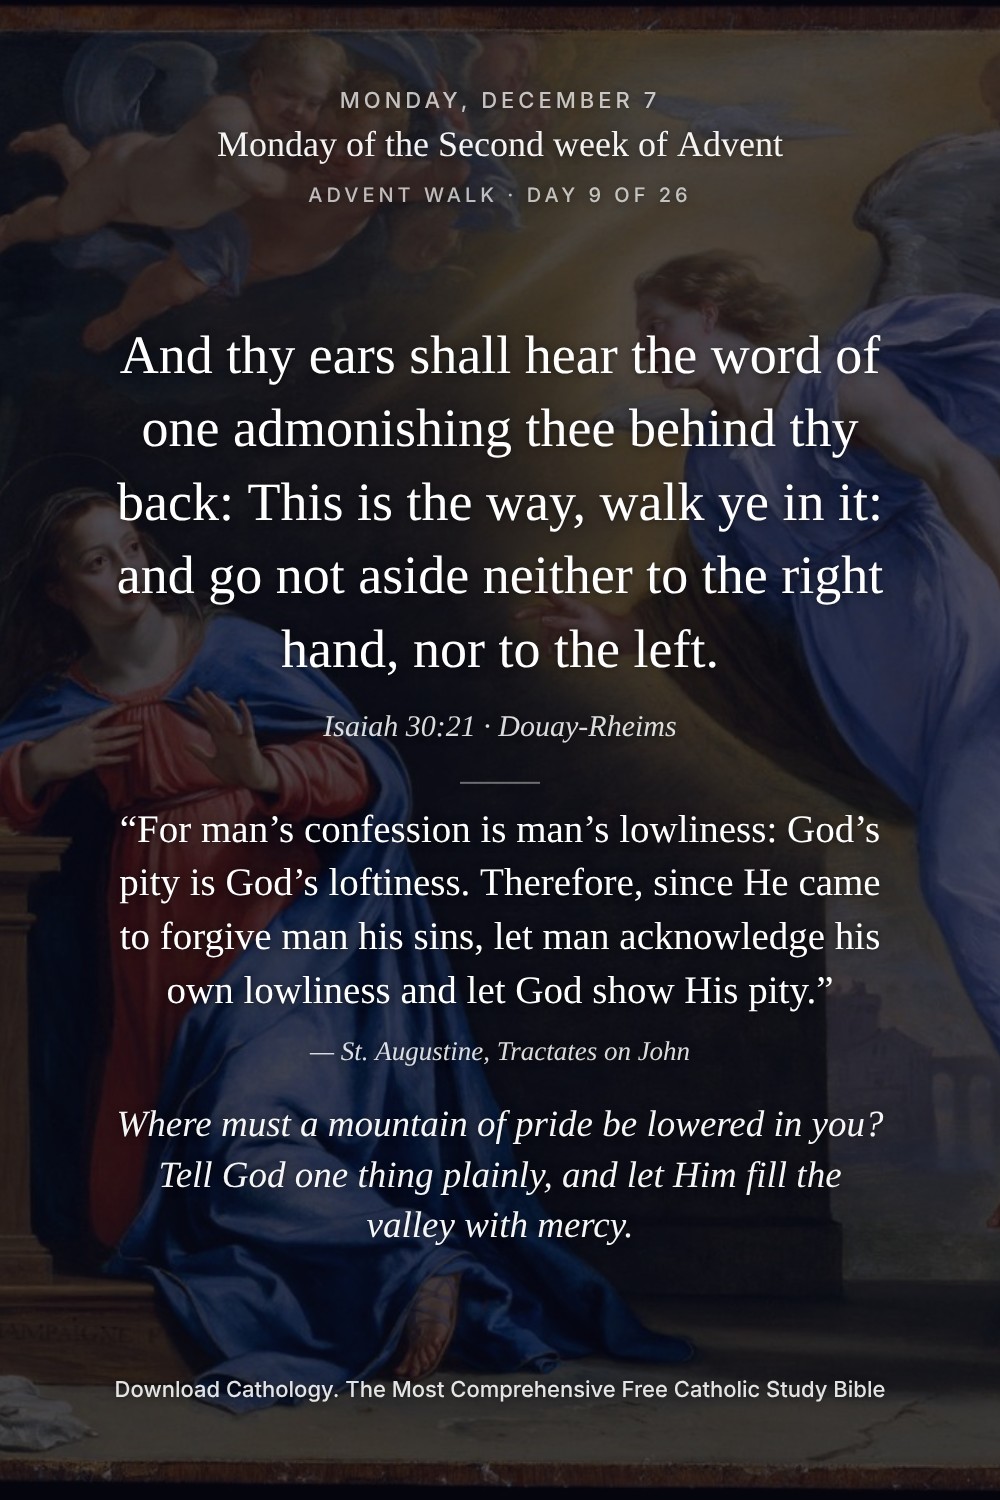 MONDAY, DECEMBER 7
Monday of the Second week of Advent
ADVENT WALK · DAY 9 OF 26
And thy ears shall hear the word of
one admonishing thee behind thy
back: This is the way, walk ye in it:
and go not aside neither to the right
hand, nor to the left.
Isaiah 30:21 · Douay-Rheims
“For man’s confession is man’s lowliness: God’s
pity is God’s loftiness. Therefore, since He came
to forgive man his sins, let man acknowledge his
own lowliness and let God show His pity.”
— St. Augustine, Tractates on John
Where must a mountain of pride be lowered in you?
Tell God one thing plainly, and let Him fill the
valley with mercy.
Download Cathology. The Most Comprehensive Free Catholic Study Bible